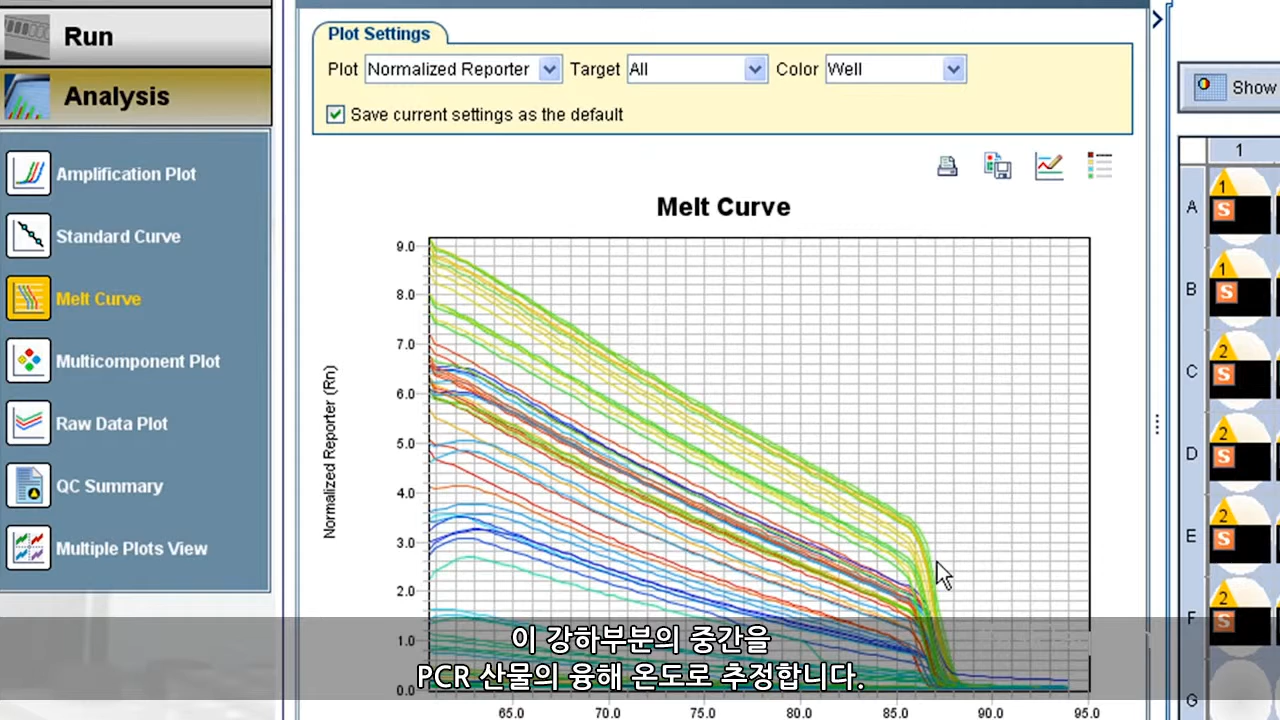 Run
Analysis
Amplification Plot
Standard Curve
Melt Curve
Multicomponent Plot
Raw Data Plot
QC Summary
Multiple Plots View
Plot Settings
Plot Normalized Reporter Target All Color Well
Save current settings as the default
Melt Curve
Normalized Reporter (Rn)
9.0
8.0
7.0
6.0
5.0
4.0
3.0
2.0
1.0
0.0
65.0 70.0 75.0 80.0 85.0 90.0 95.0
Show
1
A 1 S
B 1 S
C 2 S
D 2 S
E 2 S
F 2 S
G
이 강하부분의 중간을
PCR 산물의 융해 온도로 추정합니다.